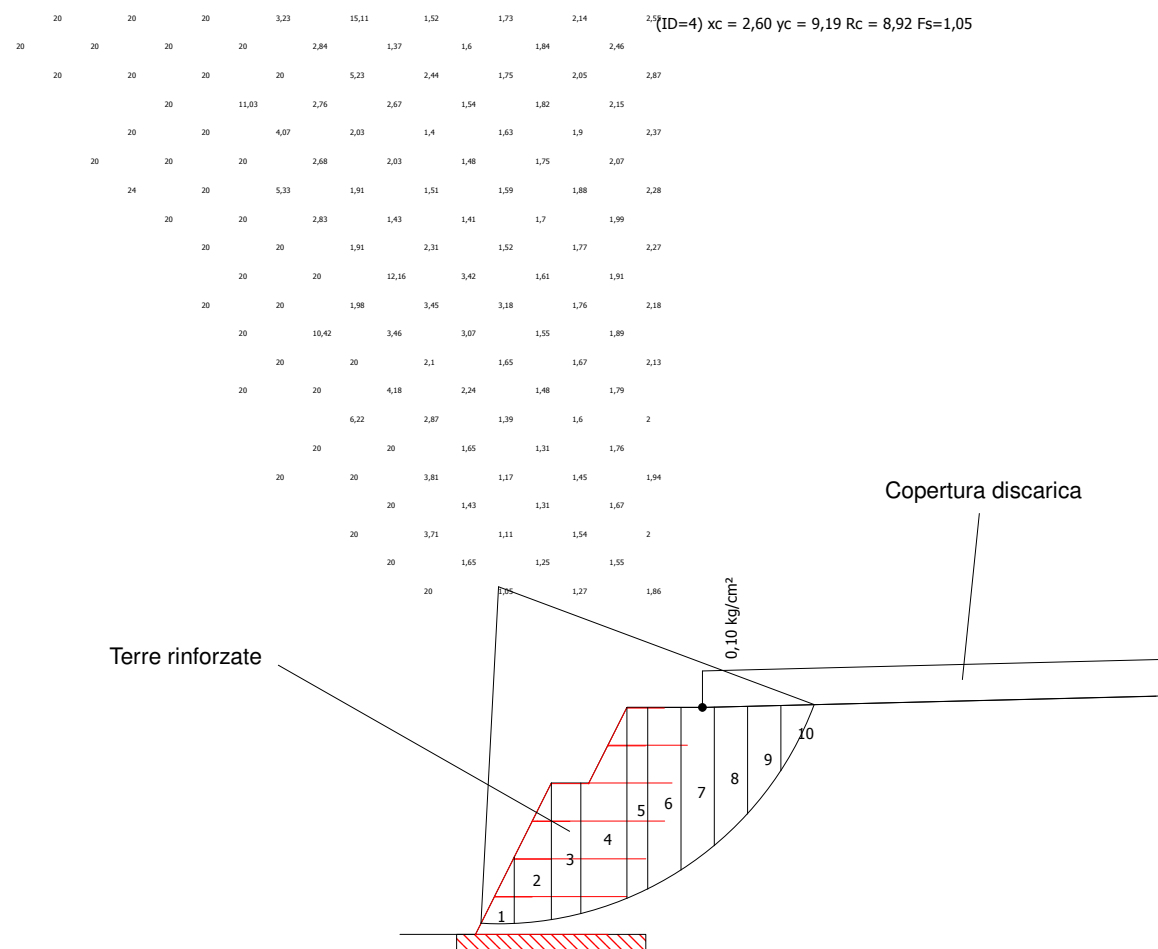 20 20 20 3,23 15,11 1,52 1,73 2,14 2,55
(ID=4) xc = 2,60 yc = 9,19 Rc = 8,92 Fs=1,05
20 20 20 20 2,84 1,37 1,6 1,84 2,46
20 20 20 20 5,23 2,44 1,75 2,05 2,87
20 11,03 2,76 2,67 1,54 1,82 2,15
20 20 4,07 2,03 1,4 1,63 1,9 2,37
20 20 20 2,68 2,03 1,48 1,75 2,07
24 20 5,33 1,91 1,51 1,59 1,88 2,28
20 20 2,83 1,43 1,41 1,7 1,99
20 20 1,91 2,31 1,52 1,77 2,27
20 20 12,16 3,42 1,61 1,91
20 20 1,98 3,45 3,18 1,76 2,18
20 10,42 3,46 3,07 1,55 1,89
20 20 2,1 1,65 1,67 2,13
20 20 4,18 2,24 1,48 1,79
6,22 2,87 1,39 1,6 2
20 20 1,65 1,31 1,76
20 20 3,81 1,17 1,45 1,94
Copertura discarica
20 1,43 1,31 1,67
20 3,71 1,11 1,54 2
20 1,65 1,25 1,55
20 1,05 1,27 1,86
0,10 kg/cm²
Terre rinforzate
1
2
3
4
5
6
7
8
9
10